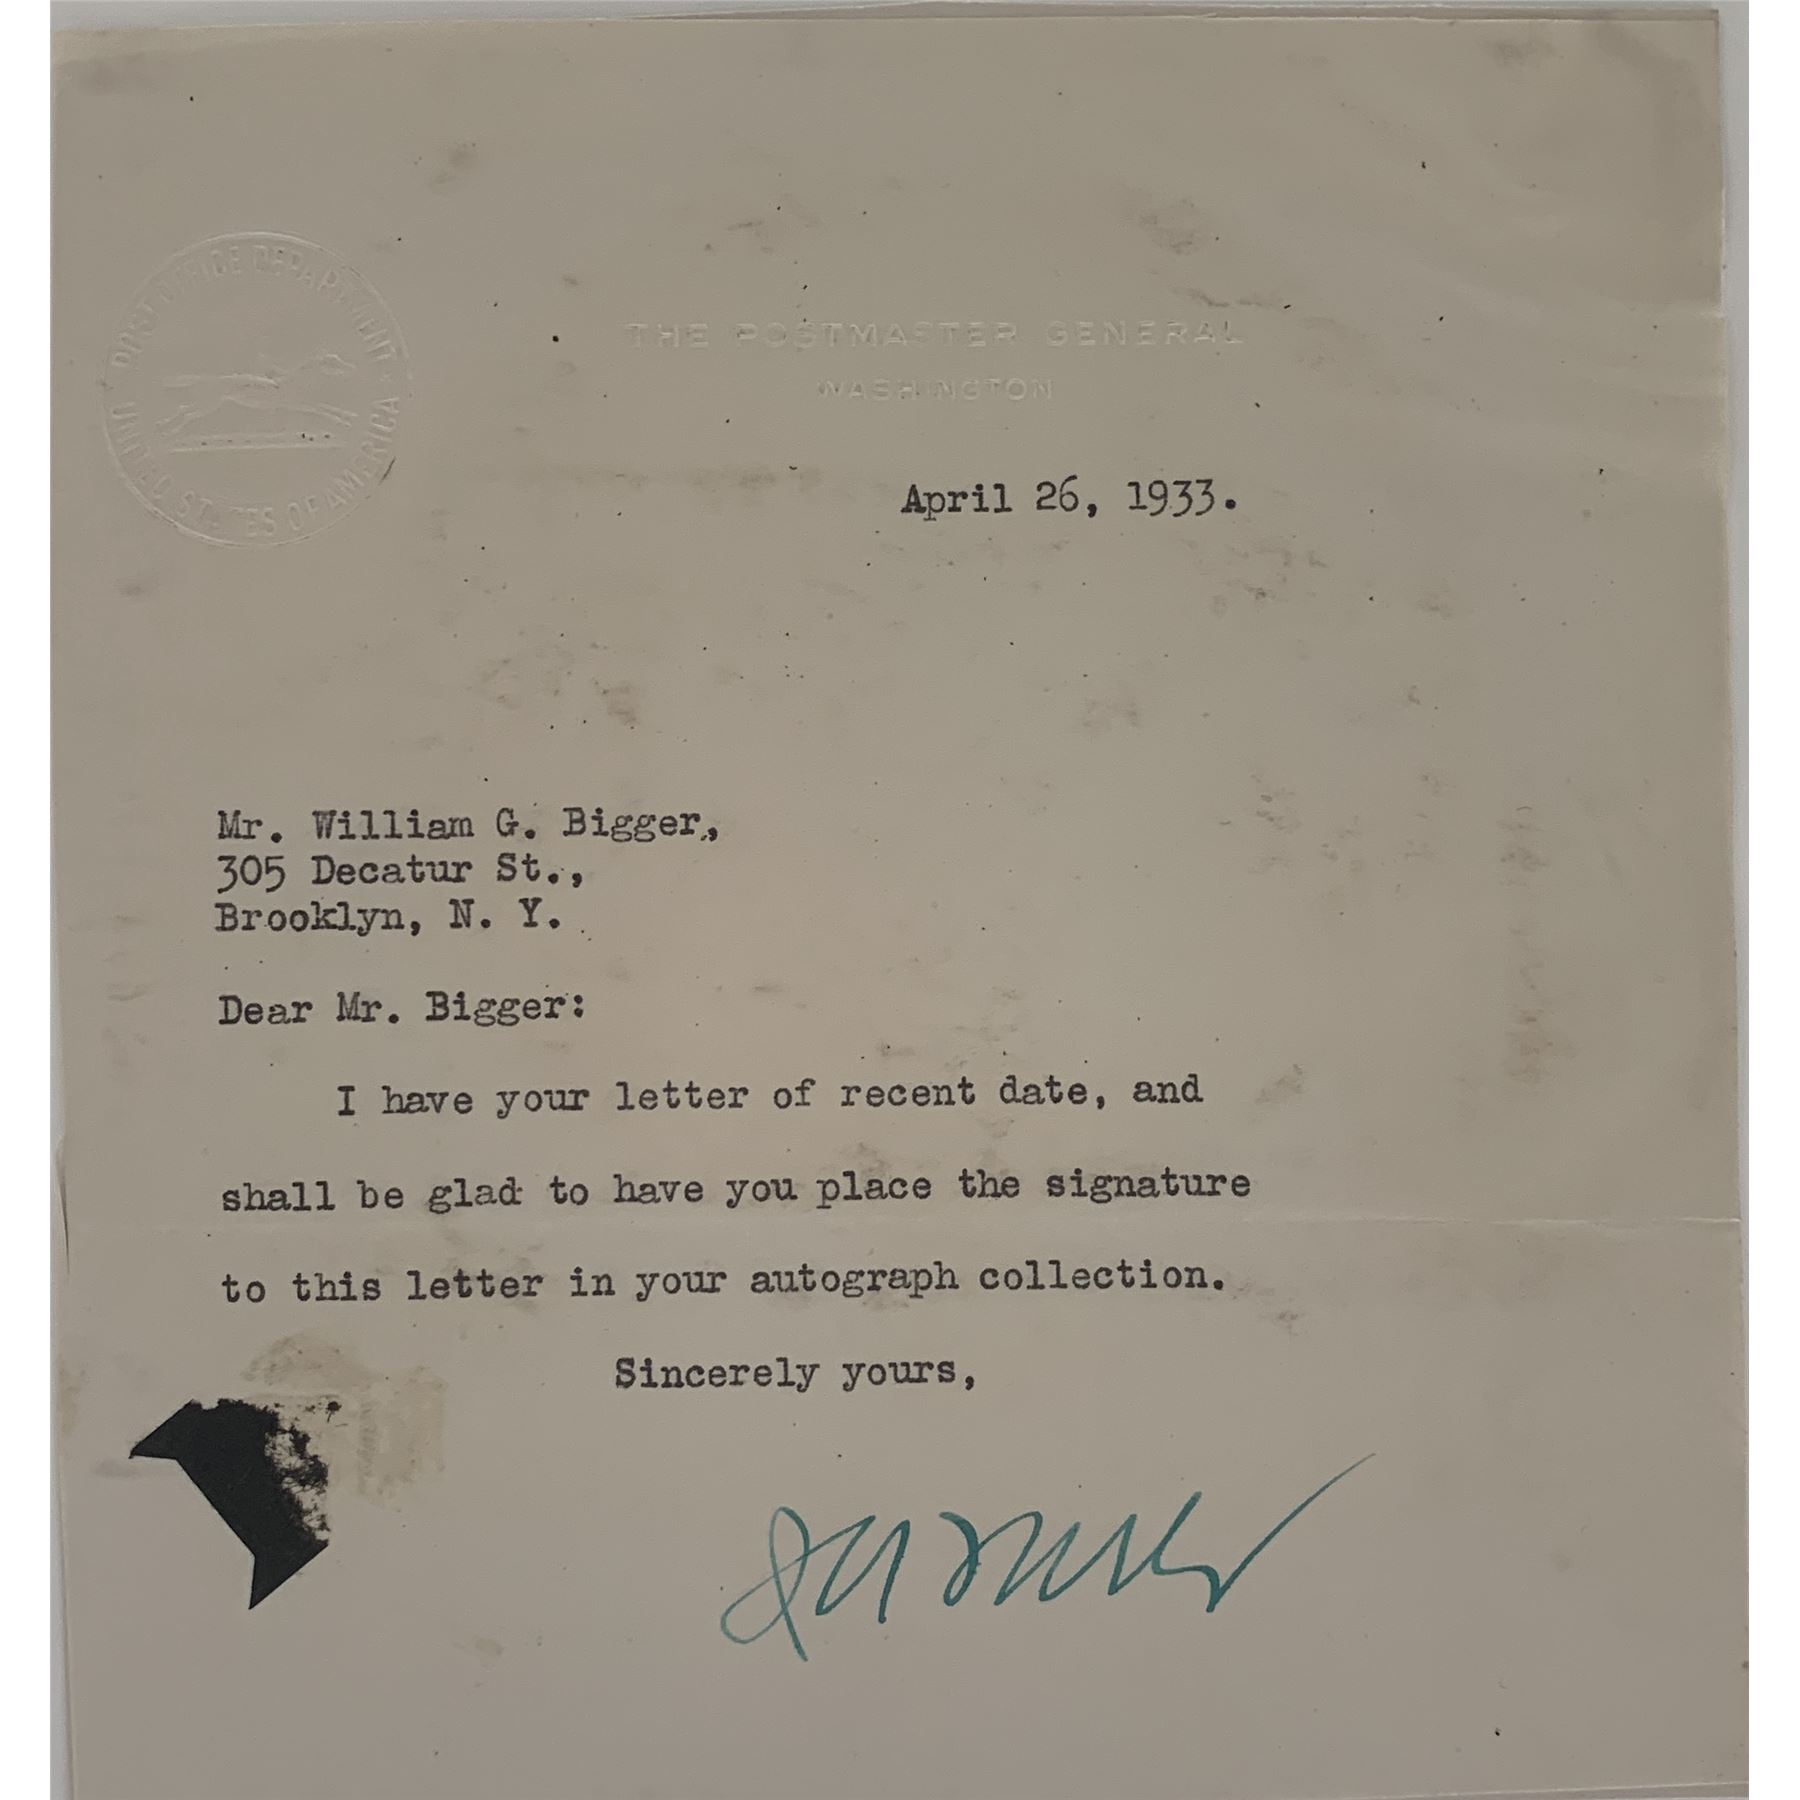 POST OFFICE DEPARTMENT
UNITED STATES OF AMERICA
THE POSTMASTER GENERAL
WASHINGTON
April 26, 1933.
Mr. William G. Bigger,
305 Decatur St.,
Brooklyn, N. Y.
Dear Mr. Bigger:
I have your letter of recent date, and
shall be glad to have you place the signature
to this letter in your autograph collection.
Sincerely yours,